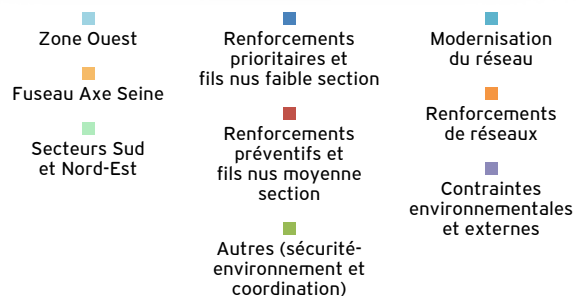 Zone Ouest
Fuseau Axe Seine
Secteurs Sud
et Nord-Est
Renforcements
prioritaires et
fils nus faible section
Renforcements
préventifs et
fils nus moyenne
section
Autres (sécurité-
environnement et
coordination)
Modernisation
du réseau
Renforcements
de réseaux
Contraintes
environnementales
et externes